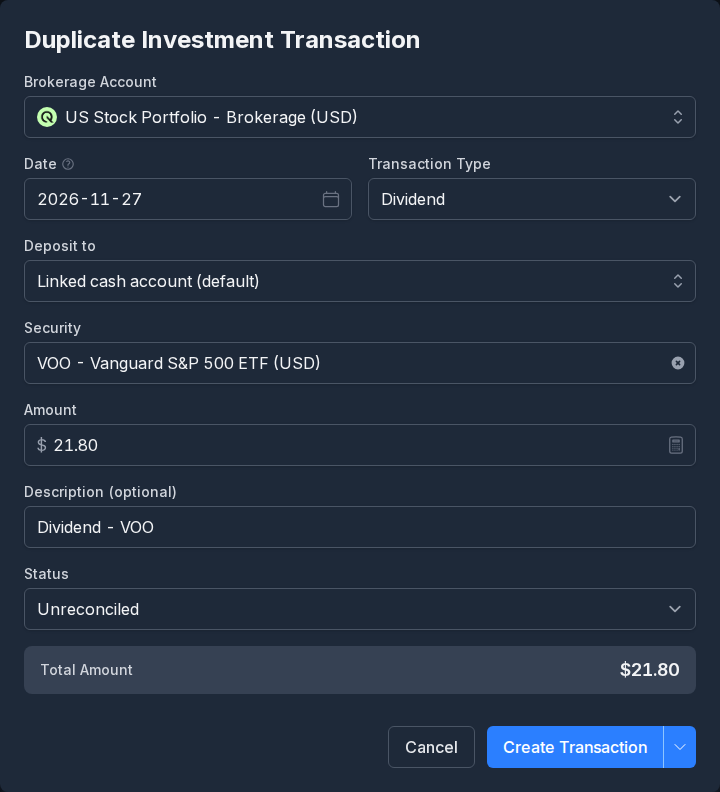 Duplicate Investment Transaction
Brokerage Account
US Stock Portfolio - Brokerage (USD)
Date
Transaction Type
2026-11-27
Dividend
Deposit to
Linked cash account (default)
Security
VOO - Vanguard S&P 500 ETF (USD)
Amount
$ 21.80
Description (optional)
Dividend - VOO
Status
Unreconciled
Total Amount $21.80
Cancel Create Transaction